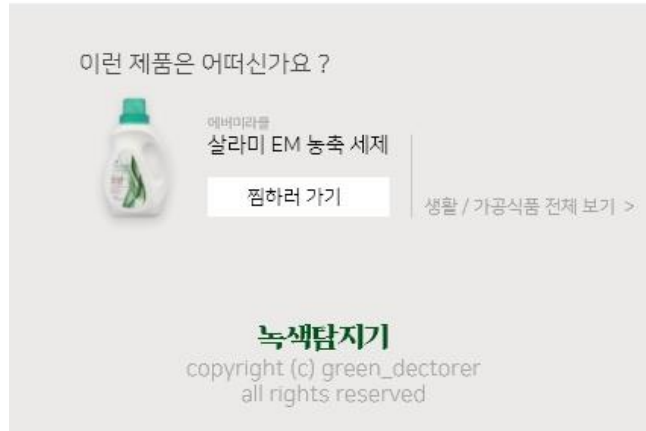 이런 제품은 어떠신가요 ?
에버미라클
살라미 EM 농축 세제
찜하러 가기
생활 / 가공식품 전체 보기 >
녹색탐지기
copyright (c) green_dectorer
all rights reserved